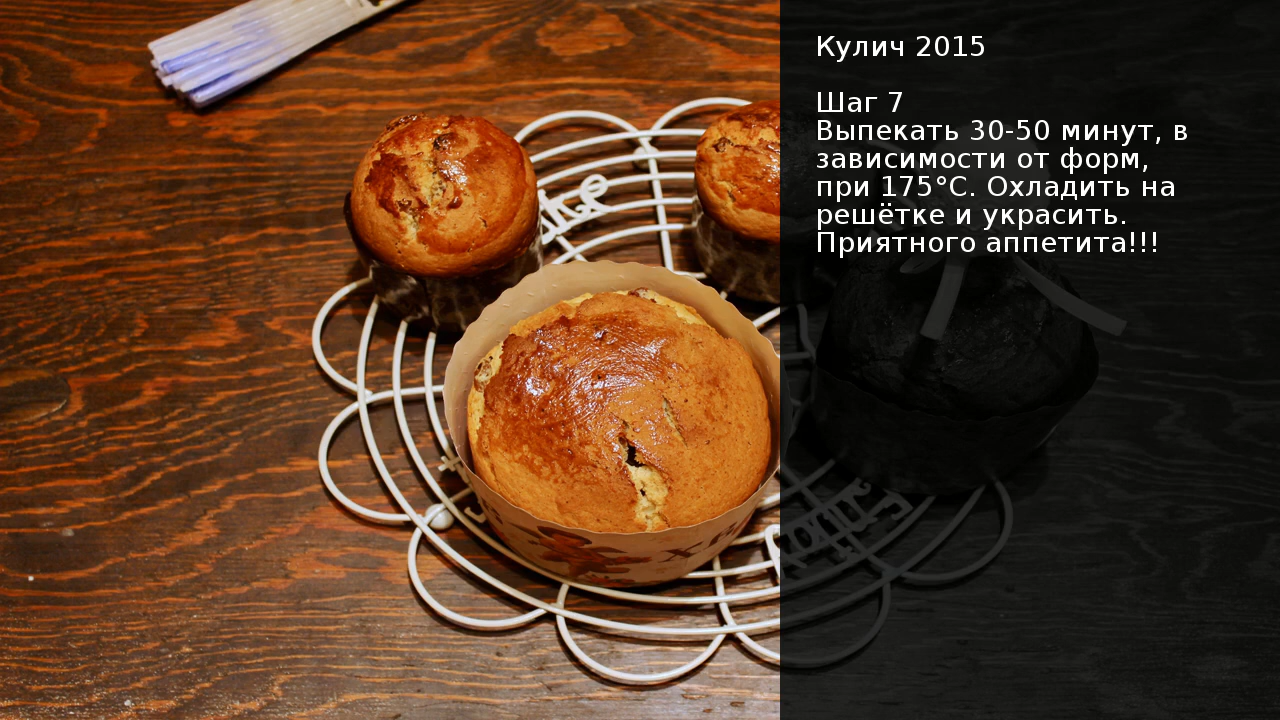 Кулич 2015
Шаг 7
Выпекать 30-50 минут, в
зависимости от форм,
при 175°С. Охладить на
решётке и украсить.
Приятного аппетита!!!